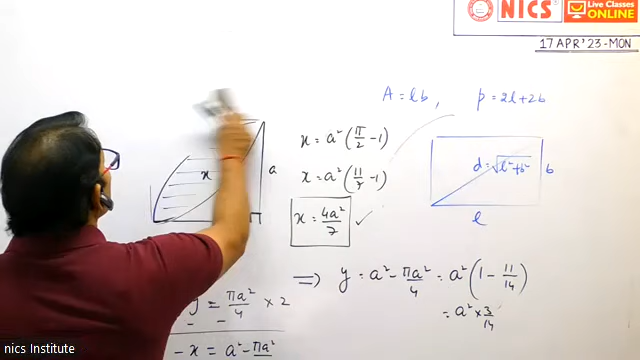 NICS
Live Classes
ONLINE
17 APR'23-MON
A = lb, p = 2l+2b
x = a²(π/2 - 1)
x = a²(11/7 - 1)
x = 4a²/7
x
a
d = √l²+b²
b
l
⇒ y = a² - πa²/4 = a²(1 - 11/14)
= a² × 3/14
y = πa²/4 × 2
- x = a² - πa²
nics Institute